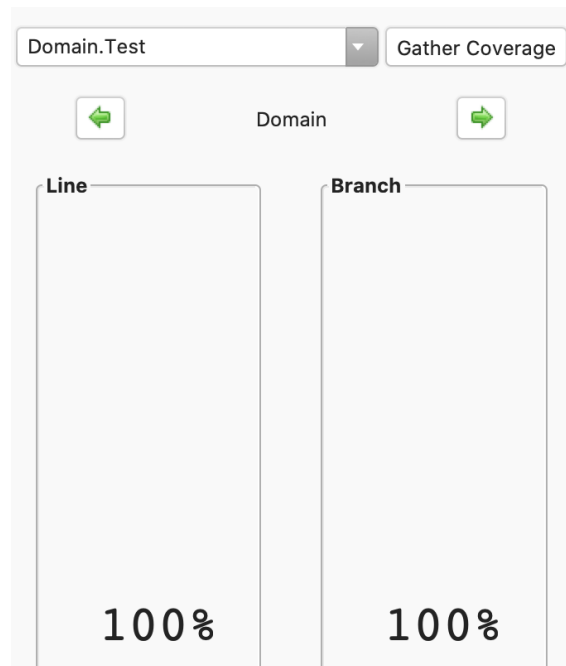 Domain.Test
Gather Coverage
Domain
Line
Branch
100%
100%